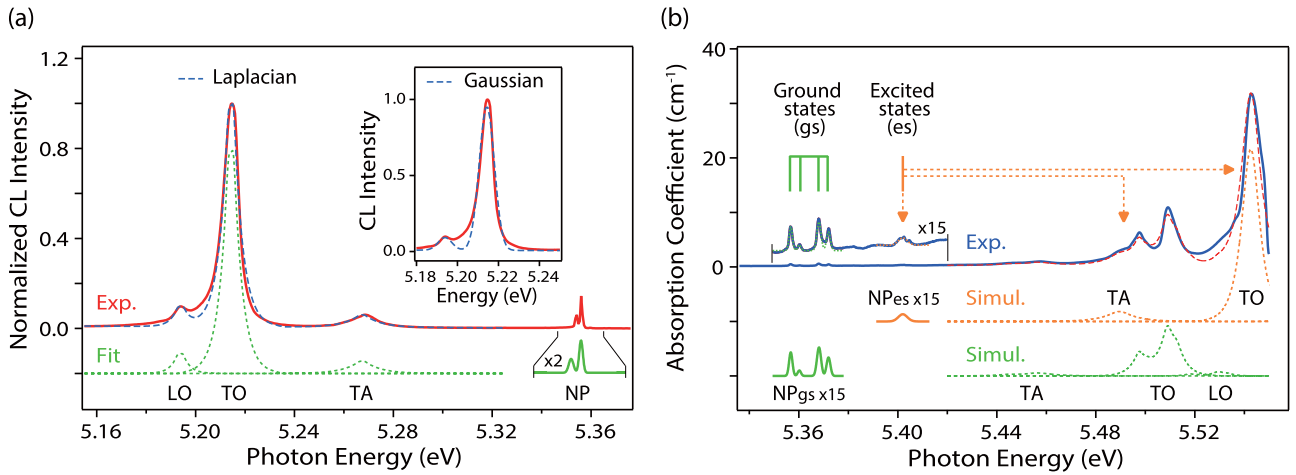 (a)
Normalized CL Intensity
1.2
1.0
0.8
0.4
0.0
Laplacian
Exp.
Fit
LO
TO
TA
x2
NP
5.16
5.20
5.24
5.28
5.32
5.36
Photon Energy (eV)
Gaussian
CL Intensity
1.0
0.5
0.0
5.18
5.20
5.22
5.24
Energy (eV)
(b)
Absorption Coefficient (cm-1)
40
20
0
Ground
states
(gs)
Excited
states
(es)
x15
Exp.
NPes x15
Simul.
TA
TO
Simul.
NPgs x15
TA
TO
LO
5.36
5.40
5.44
5.48
5.52
Photon Energy (eV)